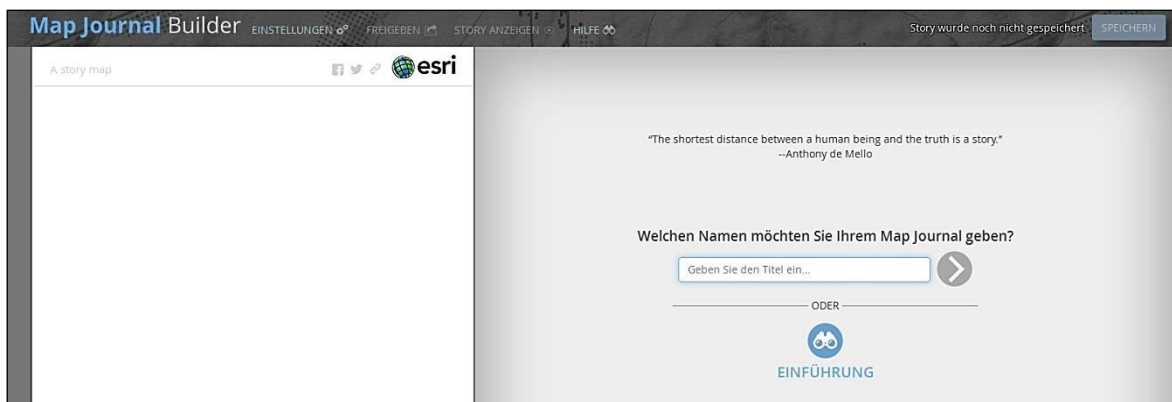 Map Journal Builder EINSTELLUNGEN FREIGEBEN STORY ANZEIGEN HILFE Story wurde noch nicht gespeichert SPEICHERN
A story map esri
"The shortest distance between a human being and the truth is a story."
--Anthony de Mello
Welchen Namen möchten Sie Ihrem Map Journal geben?
Geben Sie den Titel ein...
ODER
EINFÜHRUNG